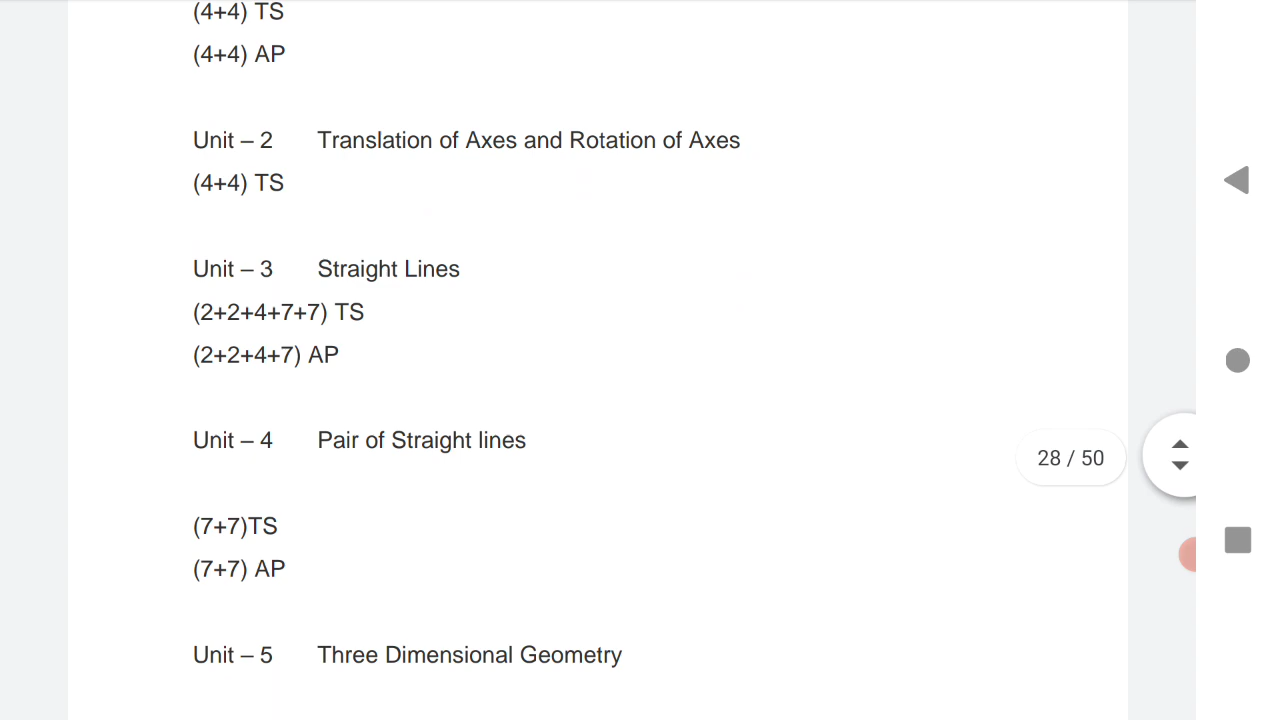 (4+4) TS
(4+4) AP
Unit – 2 Translation of Axes and Rotation of Axes
(4+4) TS
Unit – 3 Straight Lines
(2+2+4+7+7) TS
(2+2+4+7) AP
Unit – 4 Pair of Straight lines
28 / 50
(7+7)TS
(7+7) AP
Unit – 5 Three Dimensional Geometry